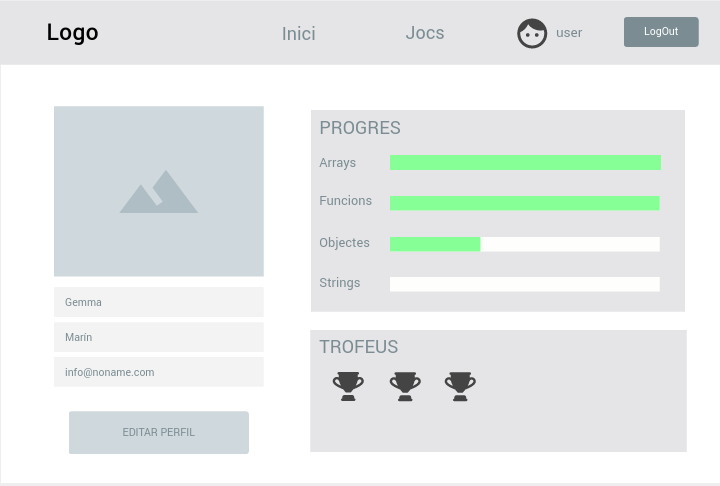 Logo
Inici
Jocs
user
LogOut
Gemma
Marín
info@noname.com
EDITAR PERFIL
PROGRES
Arrays
Funcions
Objectes
Strings
TROFEUS